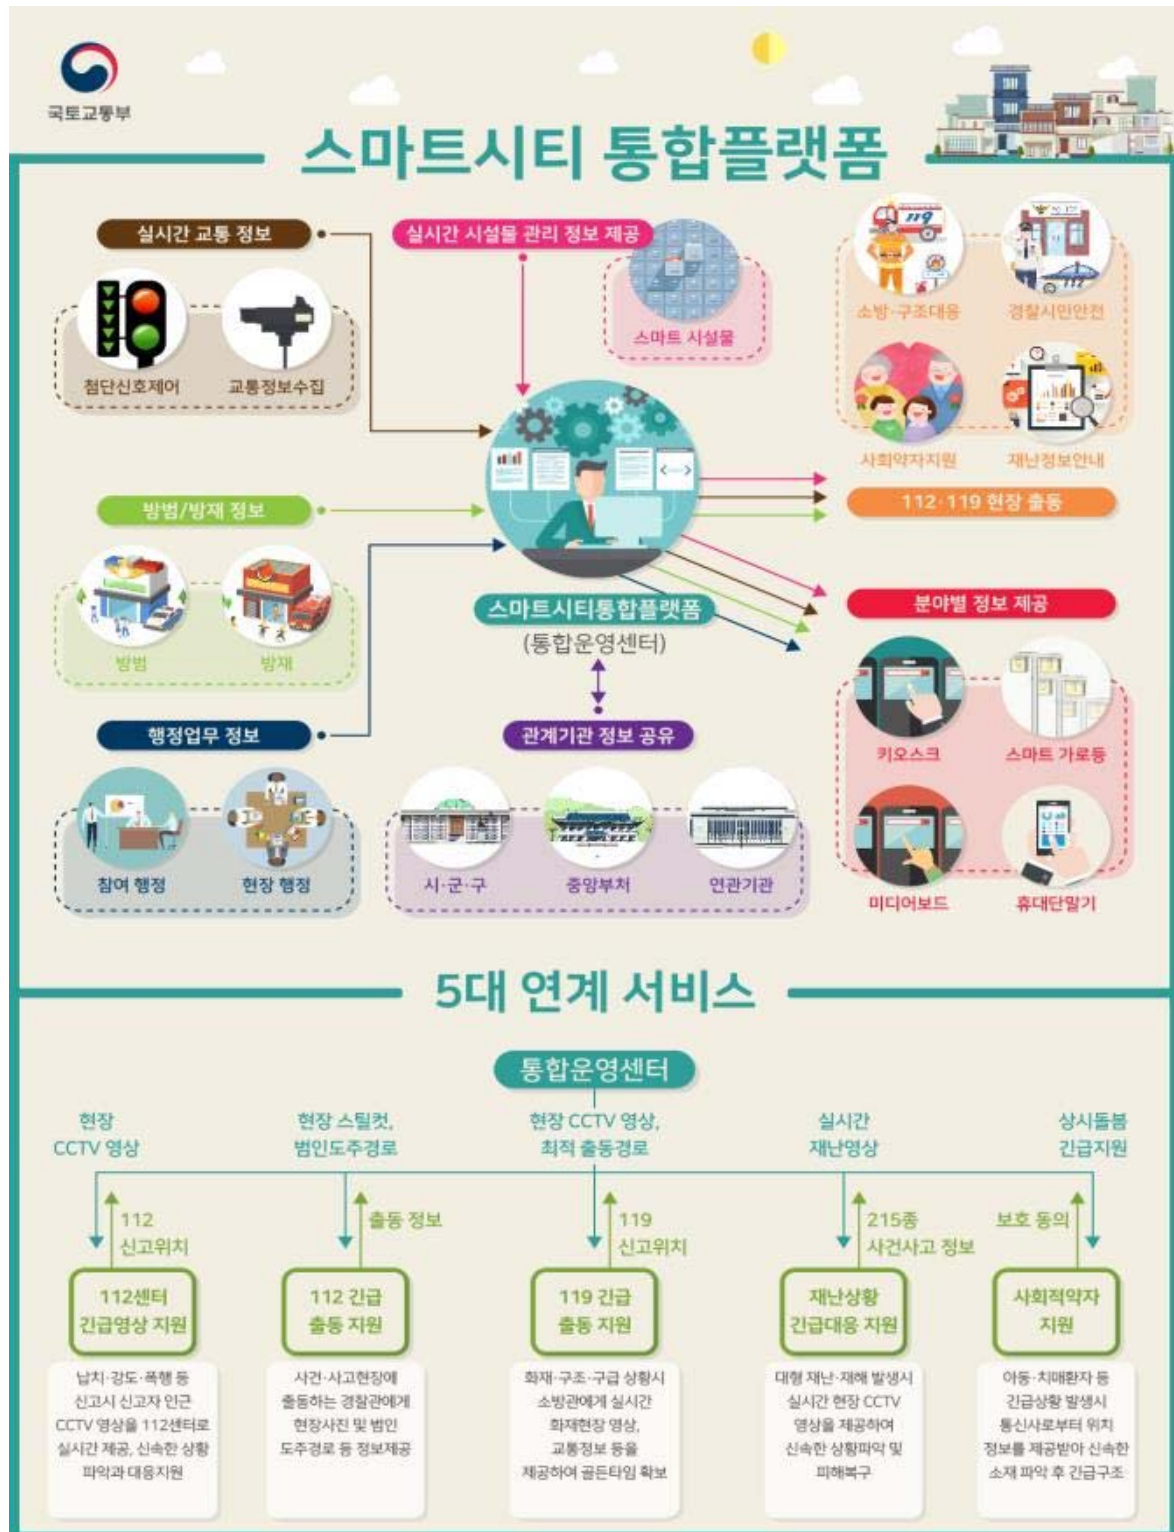 국토교통부
스마트시티 통합플랫폼
실시간 교통 정보
첨단신호제어
교통정보수집
실시간 시설물 관리 정보 제공
스마트 시설물
119
소방·구조대응
112
경찰시민안전
사회약자지원
재난정보안내
112·119 현장 출동
방범/방재 정보
방범
방재
스마트시티통합플랫폼
(통합운영센터)
분야별 정보 제공
키오스크
스마트 가로등
미디어보드
휴대단말기
행정업무 정보
참여 행정
현장 행정
관계기관 정보 공유
시·군·구
중앙부처
연관기관
5대 연계 서비스
통합운영센터
현장
CCTV 영상
현장 스틸컷,
범인도주경로
현장 CCTV 영상,
최적 출동경로
실시간
재난영상
상시돌봄
긴급지원
112
신고위치
출동 정보
119
신고위치
215종
사건사고 정보
보호 동의
112센터
긴급영상 지원
112 긴급
출동 지원
119 긴급
출동 지원
재난상황
긴급대응 지원
사회적약자
지원
납치·강도·폭행 등
신고시 신고자 인근
CCTV 영상을 112센터로
실시간 제공, 신속한 상황
파악과 대응지원
사건·사고현장에
출동하는 경찰관에게
현장사진 및 범인
도주경로 등 정보제공
화재·구조·구급 상황시
소방관에게 실시간
화재현장 영상,
교통정보 등을
제공하여 골든타임 확보
대형 재난·재해 발생시
실시간 현장 CCTV
영상을 제공하여
신속한 상황파악 및
피해복구
아동·치매환자 등
긴급상황 발생시
통신사로부터 위치
정보를 제공받아 신속한
소재 파악 후 긴급구조